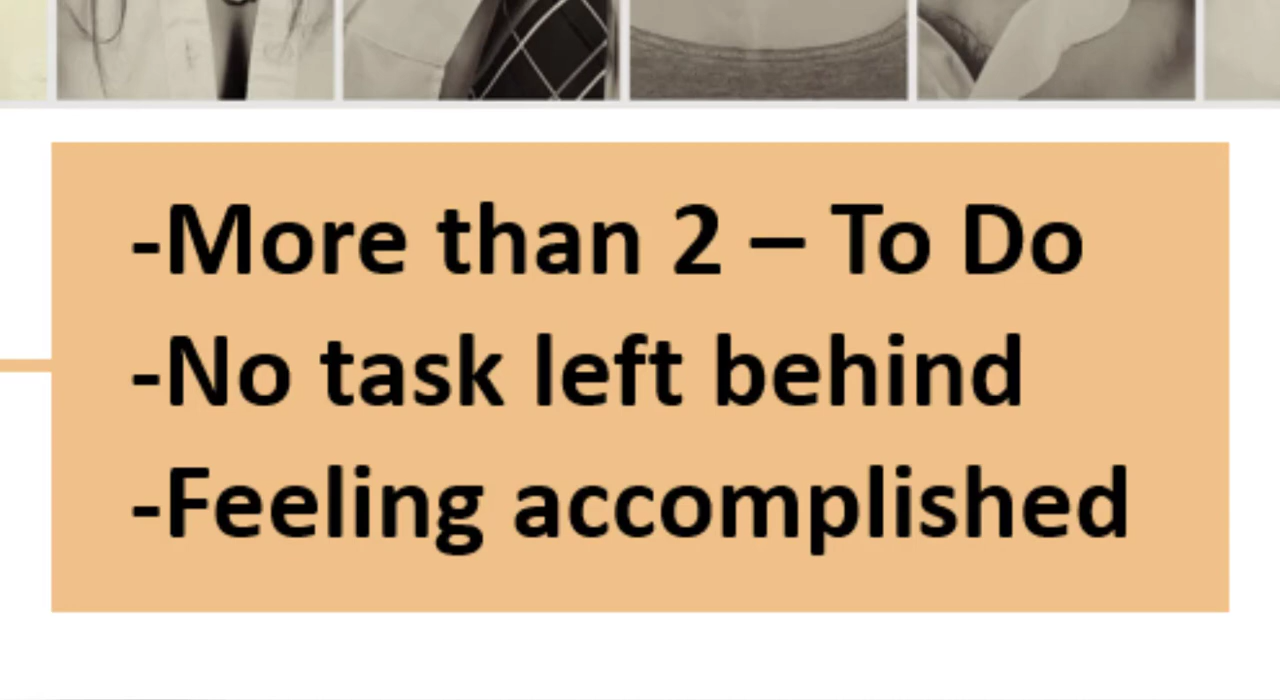 -More than 2 – To Do
-No task left behind
-Feeling accomplished